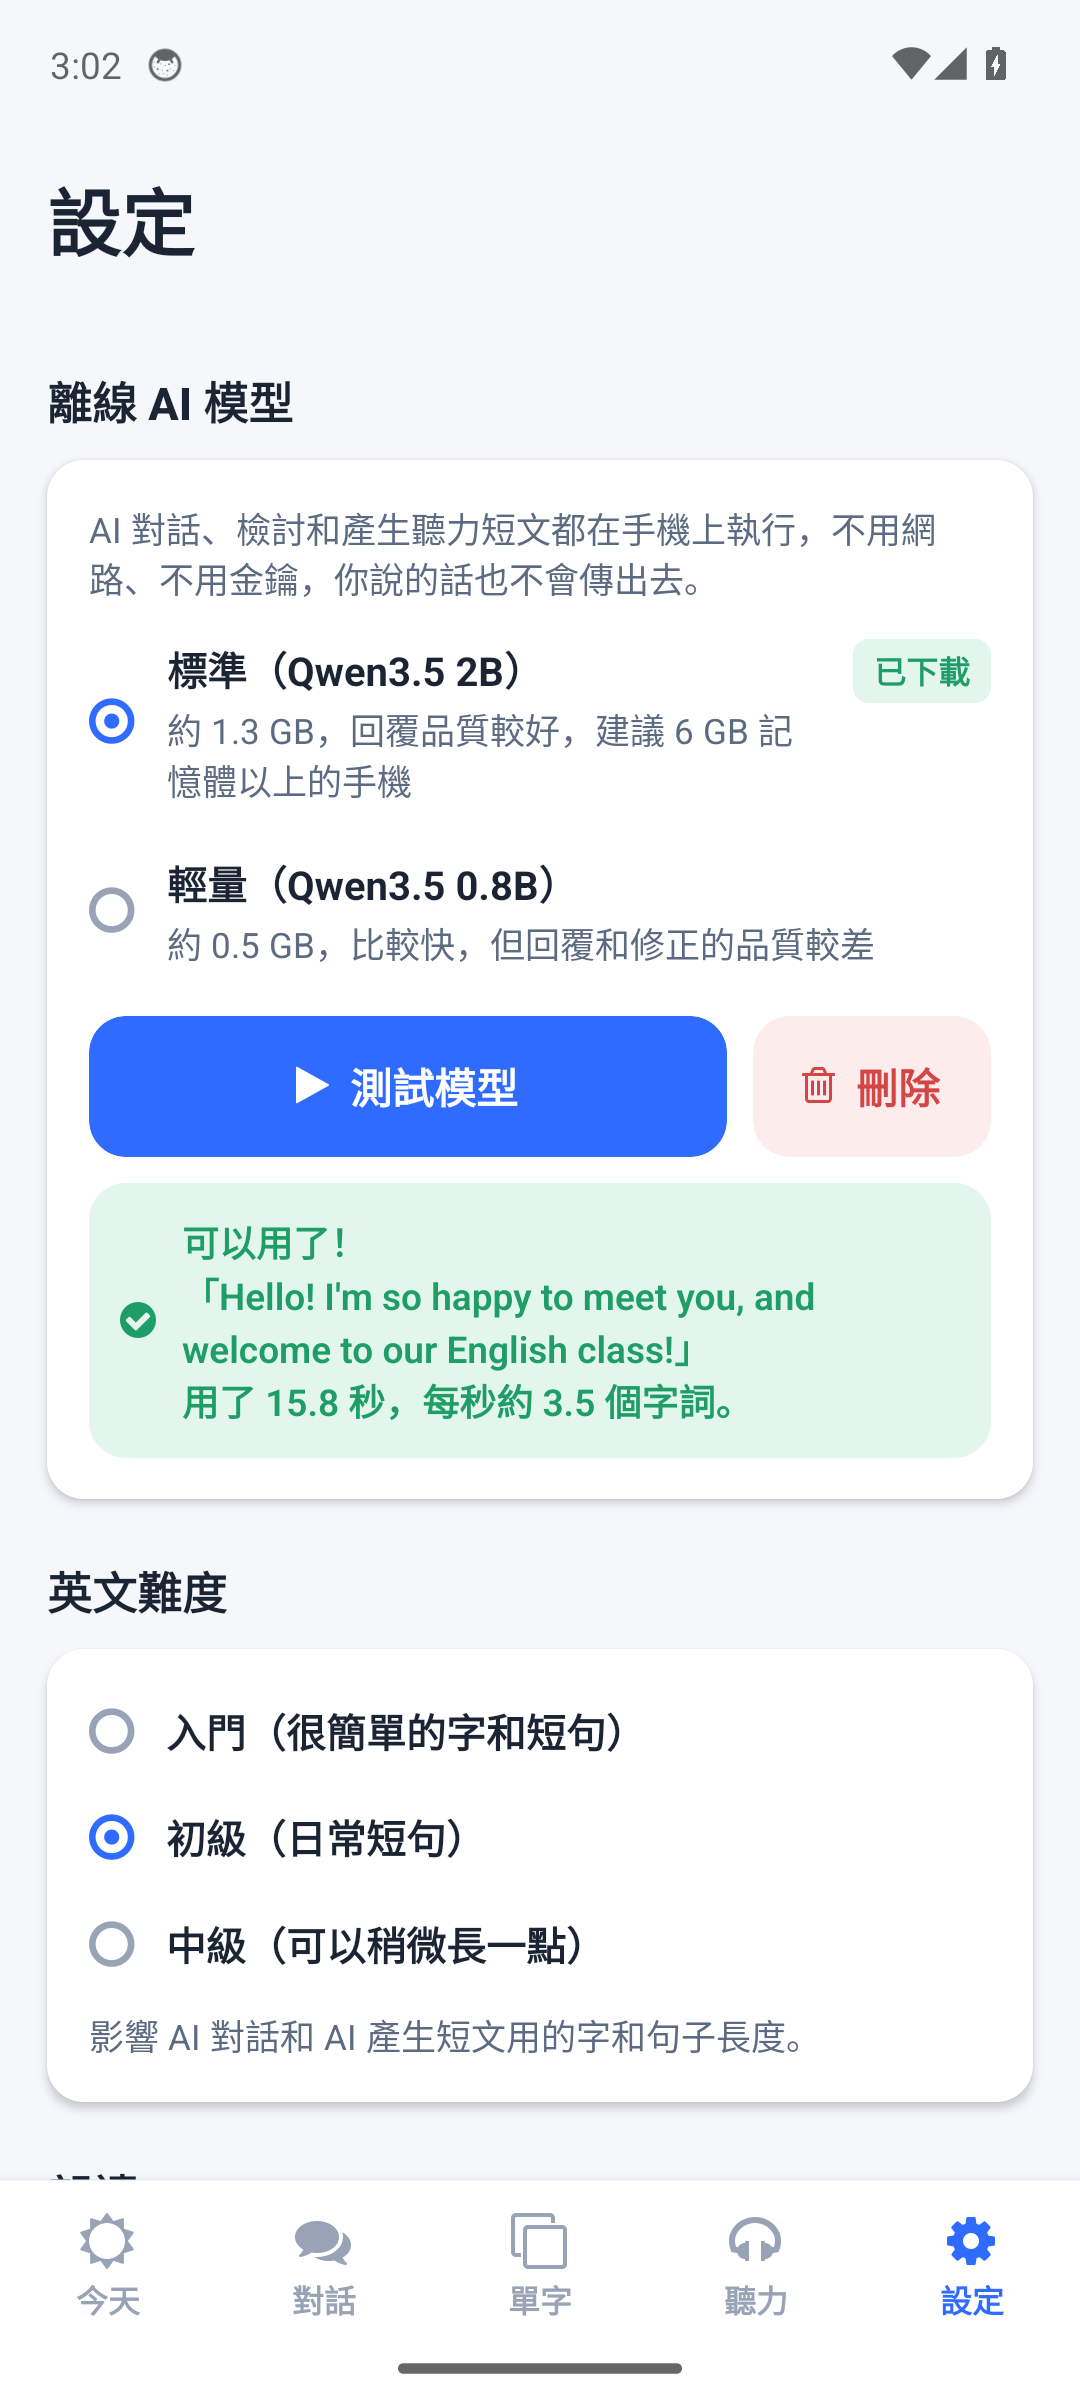 3:02
設定
離線 AI 模型
AI 對話、檢討和產生聽力短文都在手機上執行，不用網
路、不用金鑰，你說的話也不會傳出去。
標準（Qwen3.5 2B）
已下載
約 1.3 GB，回覆品質較好，建議 6 GB 記
憶體以上的手機
輕量（Qwen3.5 0.8B）
約 0.5 GB，比較快，但回覆和修正的品質較差
測試模型
刪除
可以用了！
「Hello! I'm so happy to meet you, and
welcome to our English class!」
用了 15.8 秒，每秒約 3.5 個字詞。
英文難度
入門（很簡單的字和短句）
初級（日常短句）
中級（可以稍微長一點）
影響 AI 對話和 AI 產生短文用的字和句子長度。
今天
對話
單字
聽力
設定